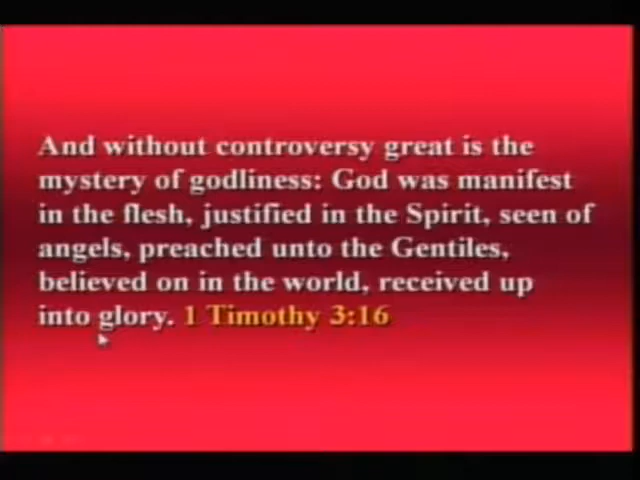 And without controversy great is the
mystery of godliness: God was manifest
in the flesh, justified in the Spirit, seen of
angels, preached unto the Gentiles,
believed on in the world, received up
into glory. 1 Timothy 3:16